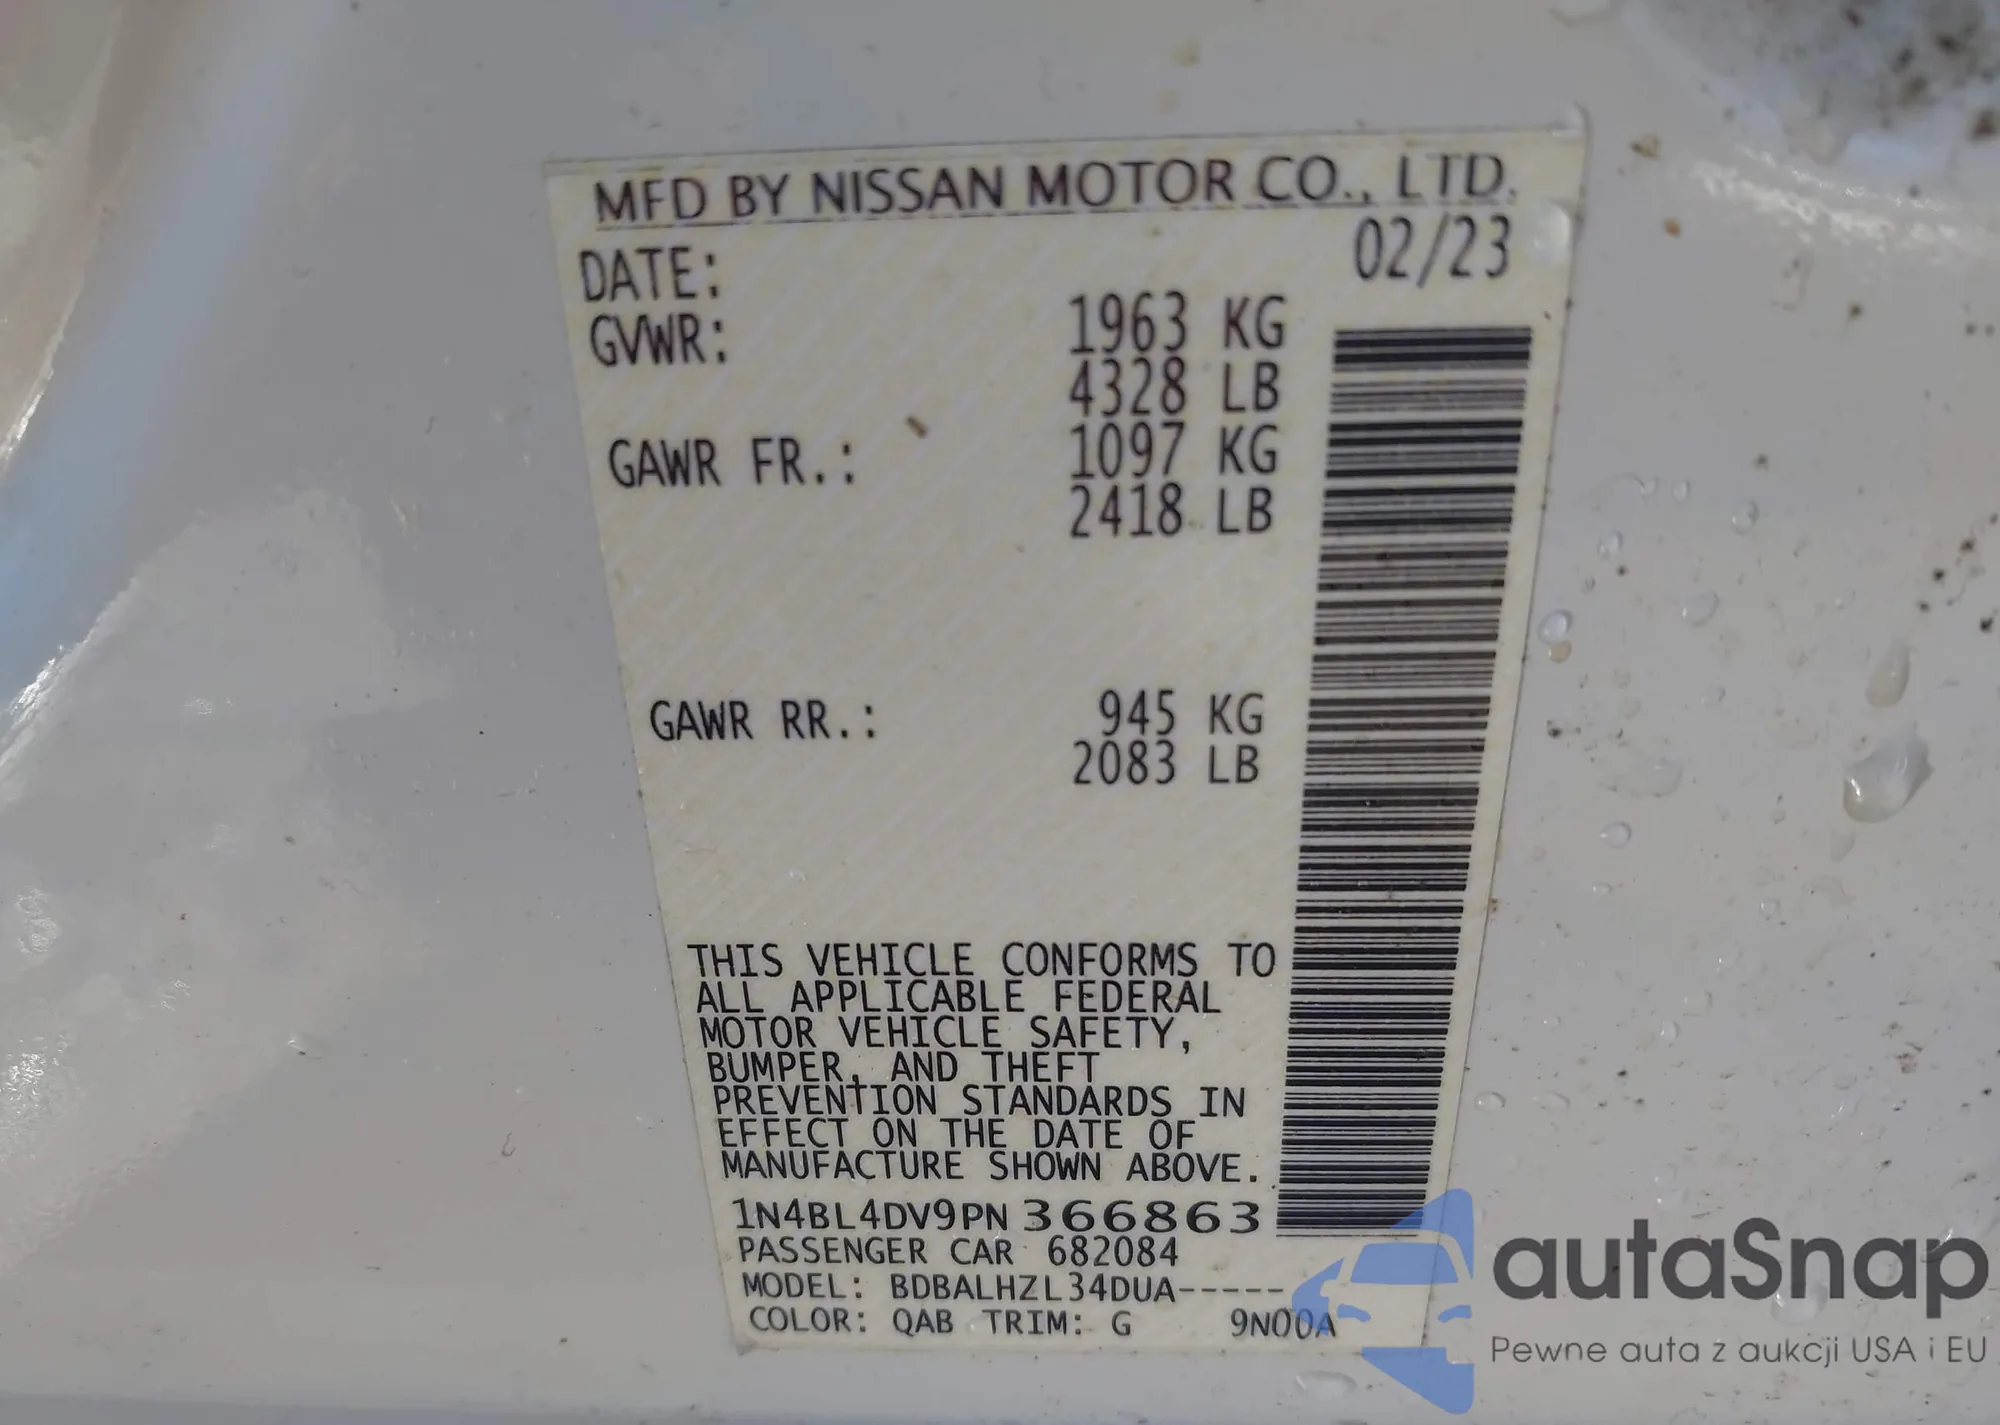 MFD BY NISSAN MOTOR CO., LTD.
DATE: 02/23
GVWR: 1963 KG
4328 LB
GAWR FR.: 1097 KG
2418 LB
GAWR RR.: 945 KG
2083 LB
THIS VEHICLE CONFORMS TO
ALL APPLICABLE FEDERAL
MOTOR VEHICLE SAFETY,
BUMPER, AND THEFT
PREVENTION STANDARDS IN
EFFECT ON THE DATE OF
MANUFACTURE SHOWN ABOVE.
1N4BL4DV9PN366863
PASSENGER CAR 682084
MODEL: BDBALHZL34DUA-----
COLOR: QAB TRIM: G 9N00A
autaSnap
Pewne auta z aukcji USA i EU